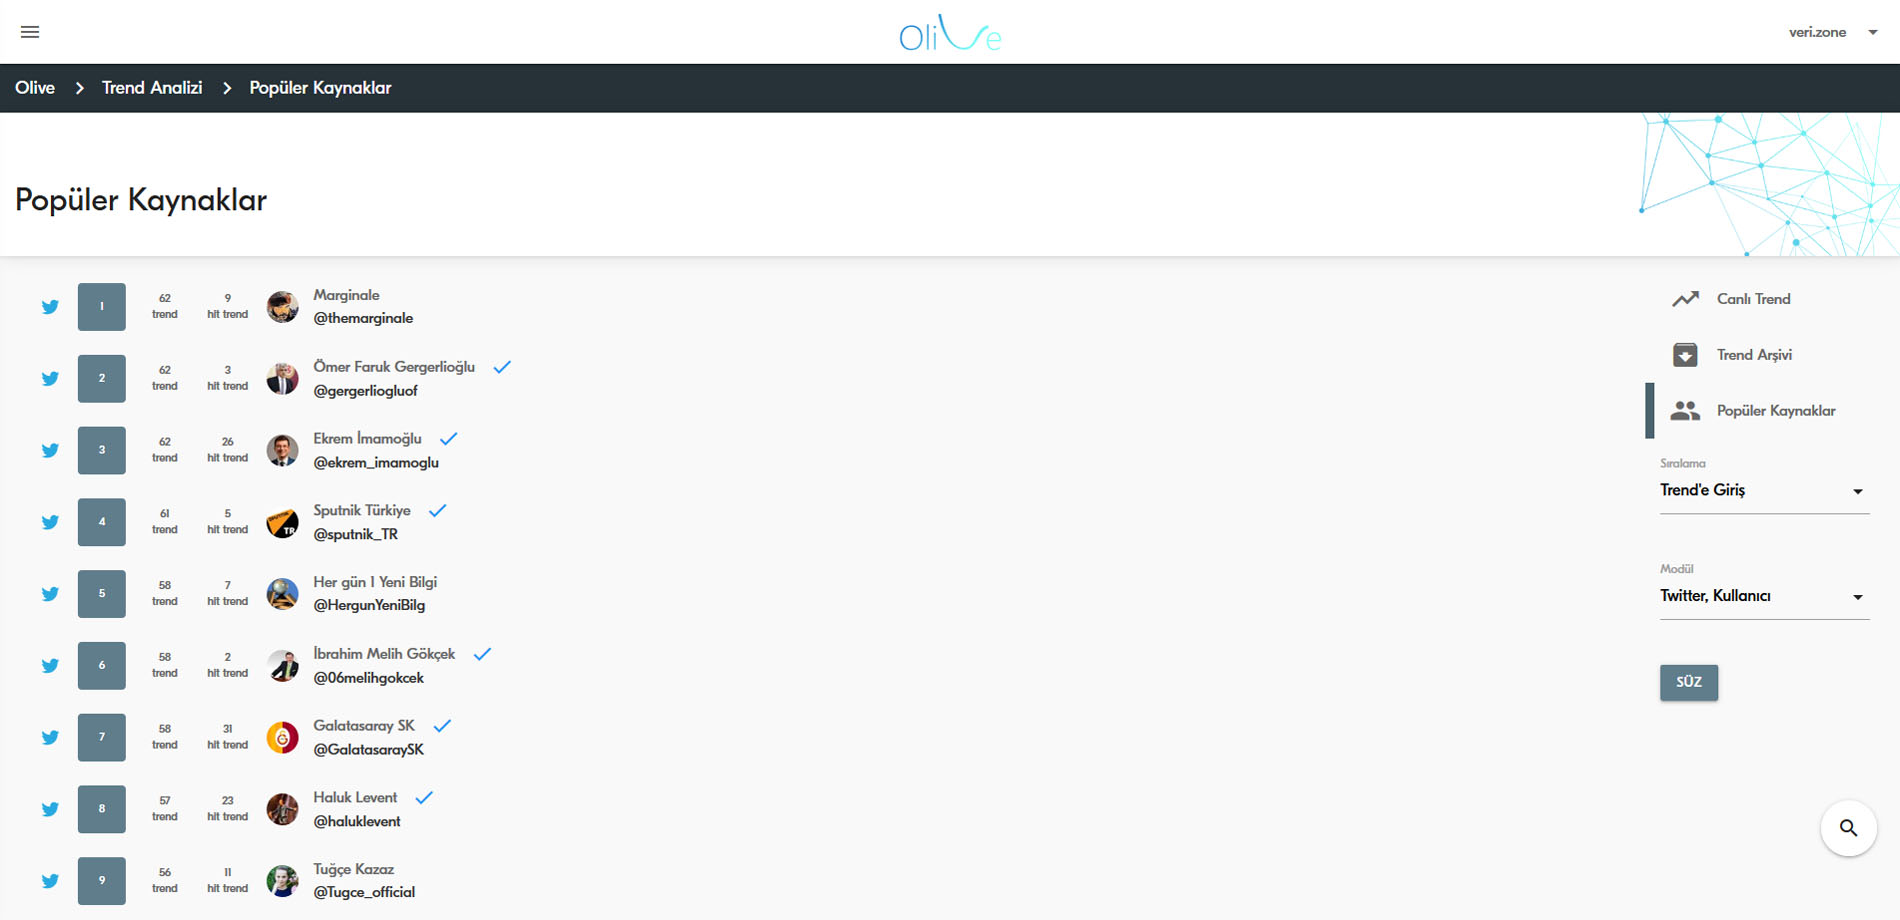 Olive
veri.zone
Olive > Trend Analizi > Popüler Kaynaklar
Popüler Kaynaklar
1
62
trend
9
hit trend
Marginale
@themarginale
2
62
trend
3
hit trend
Ömer Faruk Gergerlioğlu
@gergerliogluof
3
62
trend
26
hit trend
Ekrem İmamoğlu
@ekrem_imamoglu
4
61
trend
5
hit trend
SPUTNIK
TR
Sputnik Türkiye
@sputnik_TR
5
58
trend
7
hit trend
Her gün 1 Yeni Bilgi
@HergunYeniBilg
6
58
trend
2
hit trend
İbrahim Melih Gökçek
@06melihgokcek
7
58
trend
31
hit trend
Galatasaray SK
@GalatasaraySK
8
57
trend
23
hit trend
Haluk Levent
@haluklevent
9
56
trend
11
hit trend
Tuğçe Kazaz
@Tugce_official
Canlı Trend
Trend Arşivi
Popüler Kaynaklar
Sıralama
Trend'e Giriş
Modül
Twitter, Kullanıcı
SÜZ